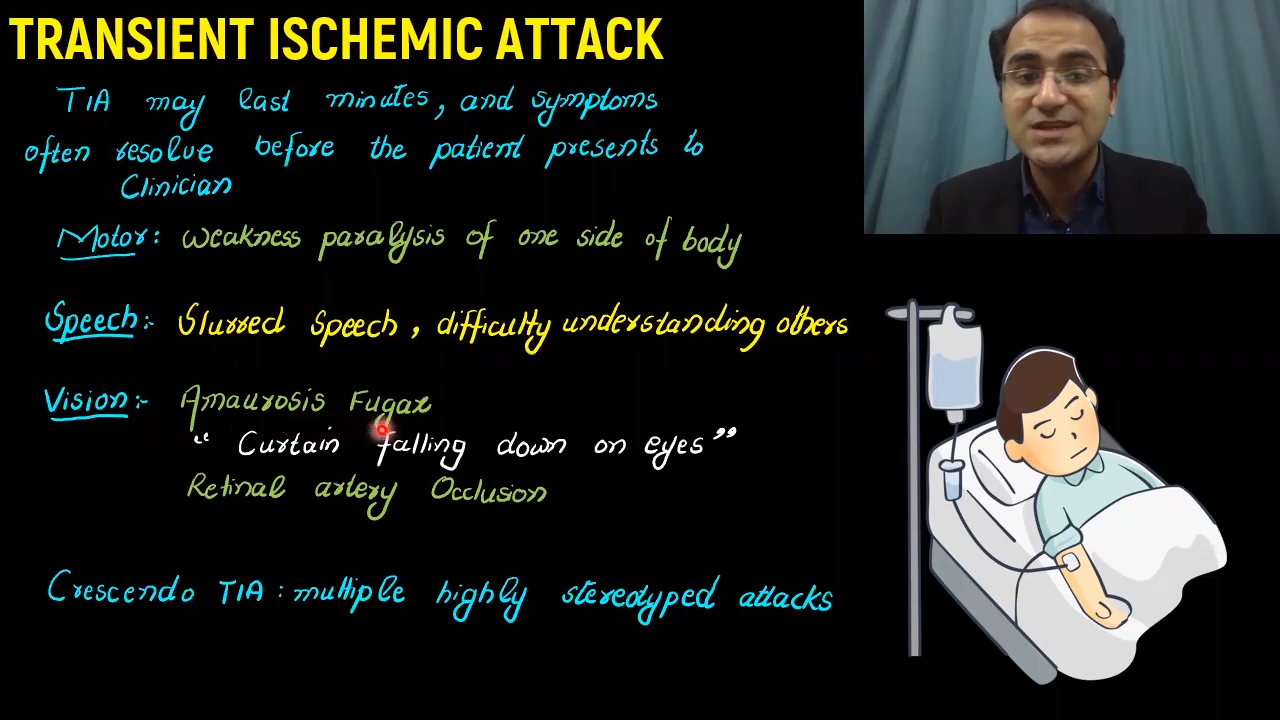 TRANSIENT ISCHEMIC ATTACK
TIA may last minutes, and symptoms
often resolve before the patient presents to
Clinician
Motor: weakness paralysis of one side of body
Speech:- Slurred Speech, difficulty understanding others
Vision:- Amaurosis Fugax
"Curtain falling down on eyes"
Retinal artery Occlusion
Crescendo TIA: multiple highly stereotyped attacks